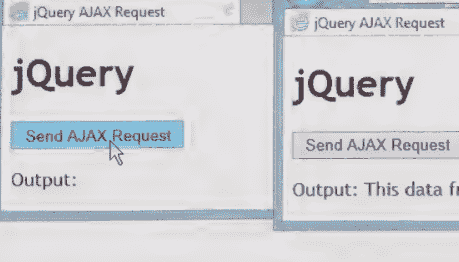 jQuery AJAX Request
jQuery
Send AJAX Request
Output:
jQuery AJAX Request
jQuery
Send AJAX Request
Output: This data